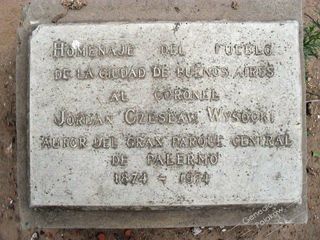 HOMENAJE DEL PUEBLO
DE LA CIUDAD DE BUENOS AIRES
AL CORONEL
JORDAN CZESLAW WYSOCKI
AUTOR DEL GRAN PARQUE CENTRAL
DE PALERMO
1874 - 1974